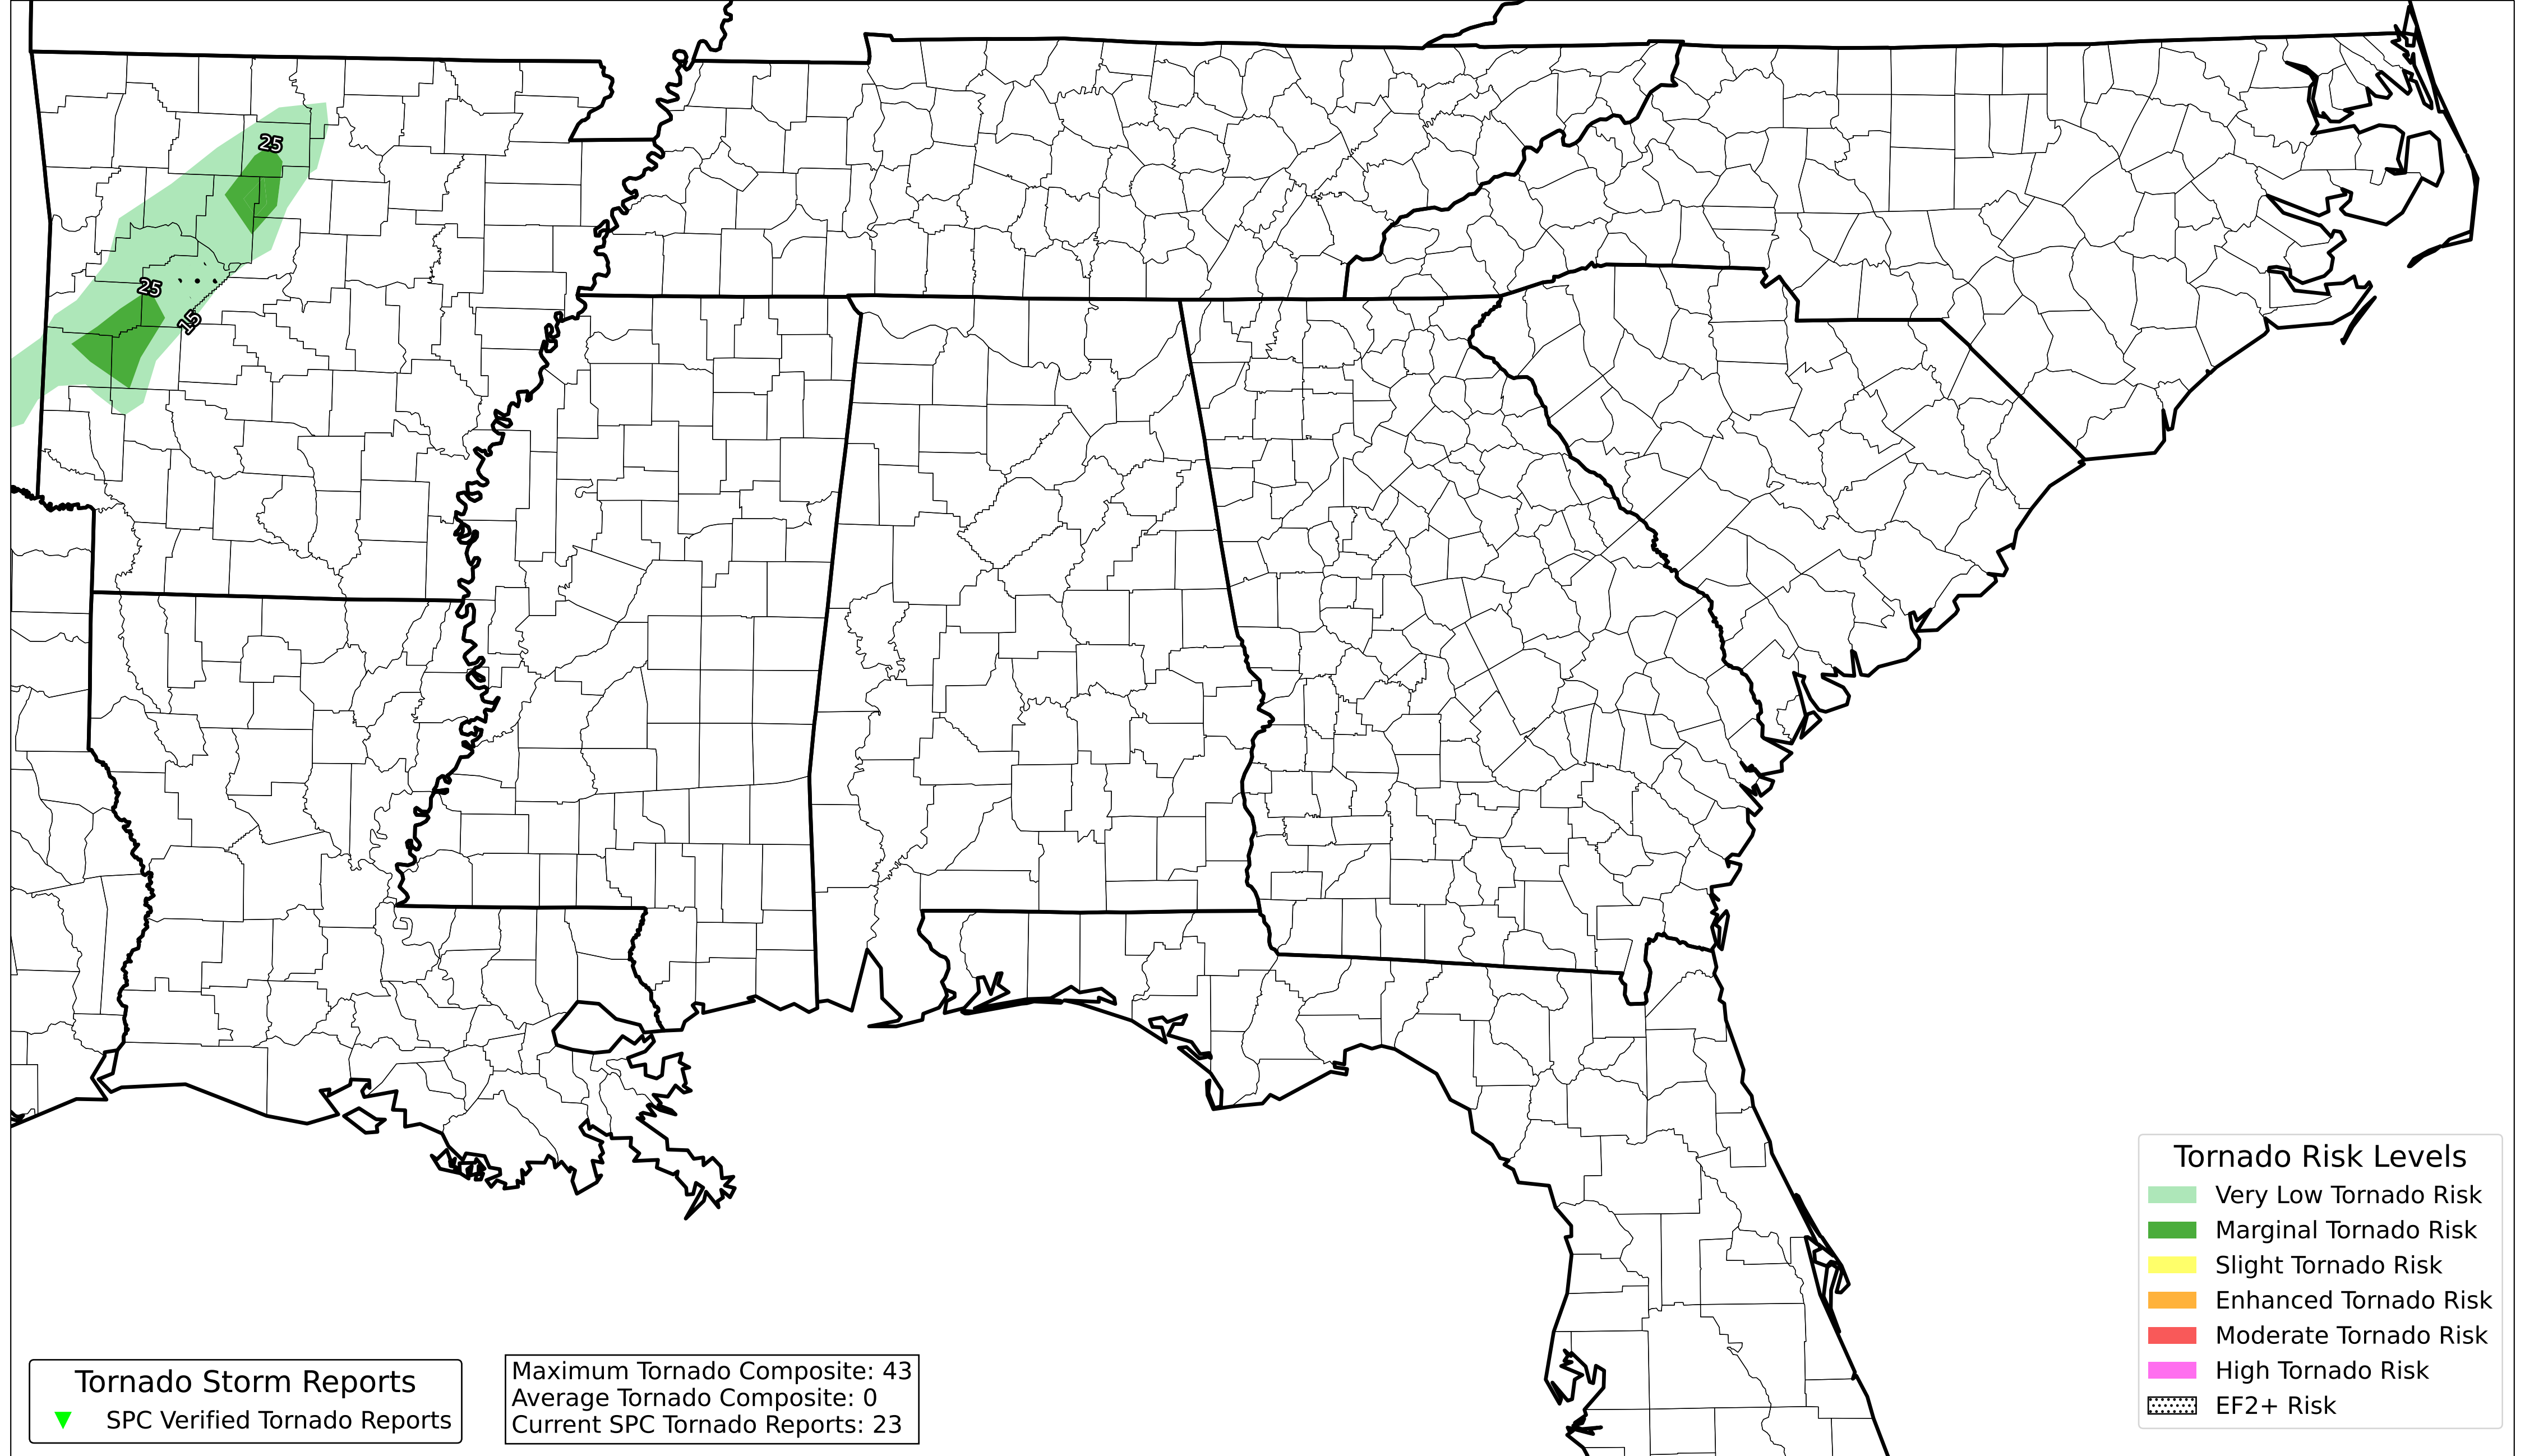 25
25
15
Tornado Risk Levels
Very Low Tornado Risk
Marginal Tornado Risk
Slight Tornado Risk
Enhanced Tornado Risk
Moderate Tornado Risk
High Tornado Risk
EF2+ Risk
Tornado Storm Reports
SPC Verified Tornado Reports
Maximum Tornado Composite: 43
Average Tornado Composite: 0
Current SPC Tornado Reports: 23